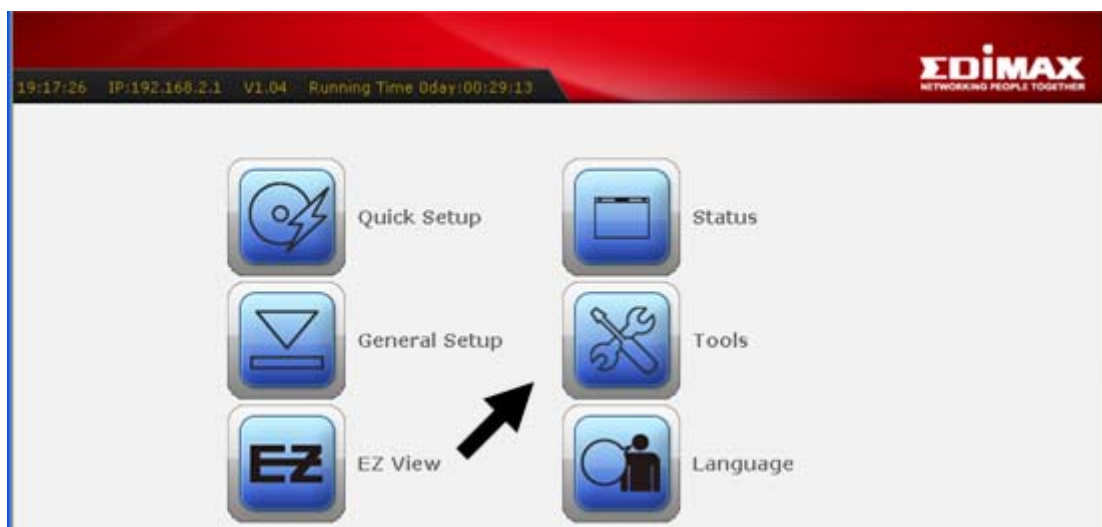 EDIMAX
NETWORKING PEOPLE TOGETHER
19:17:26 IP:192.168.2.1 V1.04 Running Time 0day:00:29:13
Quick Setup
Status
General Setup
Tools
EZ
EZ View
Language